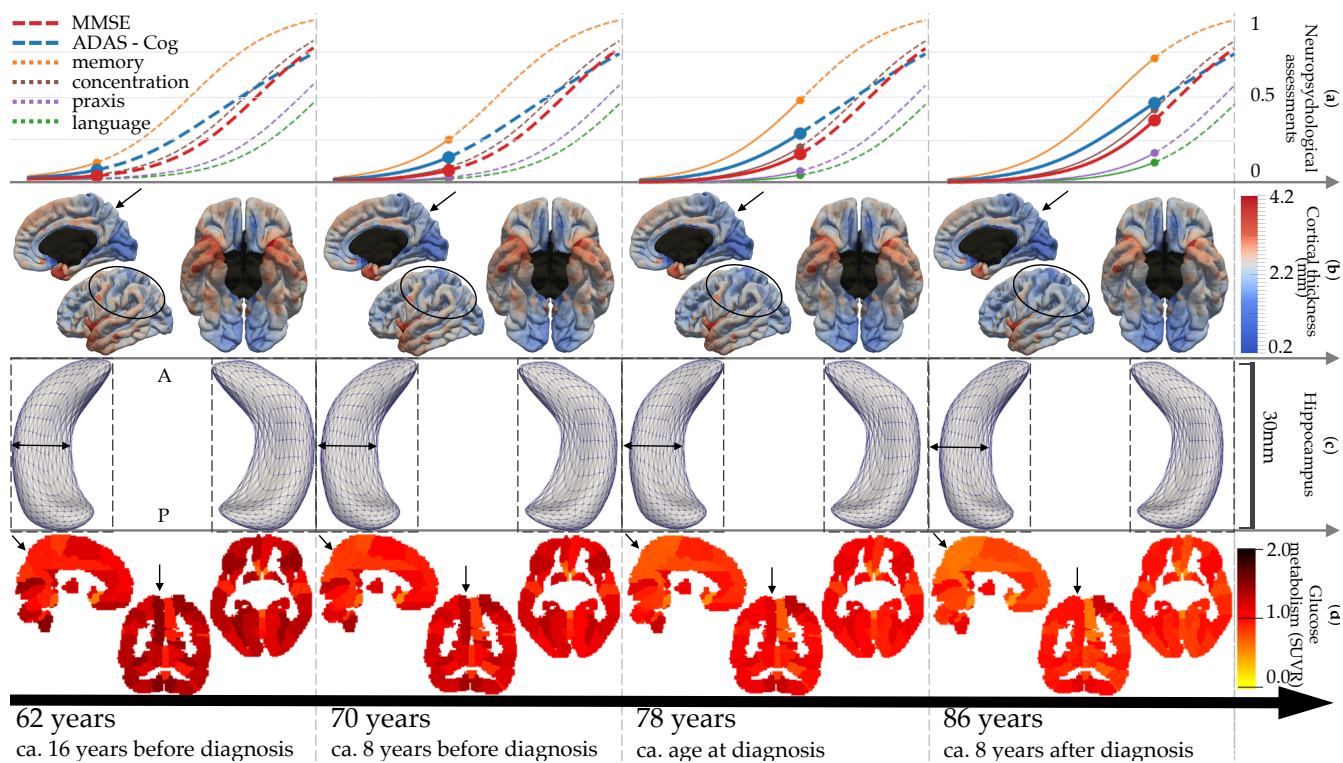 MMSE
ADAS - Cog
memory
concentration
praxis
language
1
0.5
0
Neuropsychological
assessments
(a)
4.2
2.2
0.2
Cortical thickness
(mm)
(b)
A
P
30mm
Hippocampus
(c)
2.0
1.0
0.0
Glucose
metabolism (SUVR)
(d)
62 years
ca. 16 years before diagnosis
70 years
ca. 8 years before diagnosis
78 years
ca. age at diagnosis
86 years
ca. 8 years after diagnosis